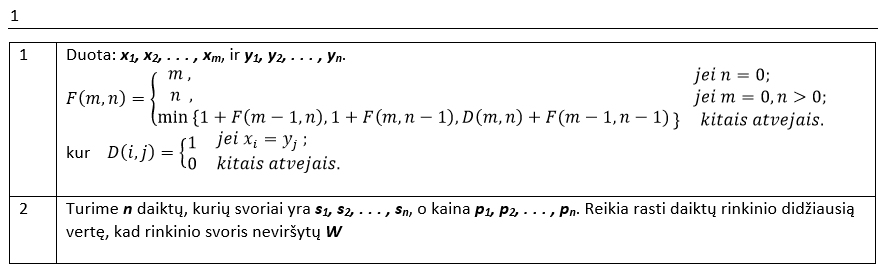 1
1 Duota: x₁, x₂, . . . , xₘ, ir y₁, y₂, . . . , yₙ.
F(m, n) = { m , jei n = 0;
n , jei m = 0, n > 0;
min {1 + F(m − 1, n), 1 + F(m, n − 1), D(m, n) + F(m − 1, n − 1) } kitais atvejais.
kur D(i, j) = { 1 jei xᵢ = yⱼ ;
0 kitais atvejais.
2 Turime n daiktų, kurių svoriai yra s₁, s₂, . . . , sₙ, o kaina p₁, p₂, . . . , pₙ. Reikia rasti daiktų rinkinio didžiausią
vertę, kad rinkinio svoris neviršytų W